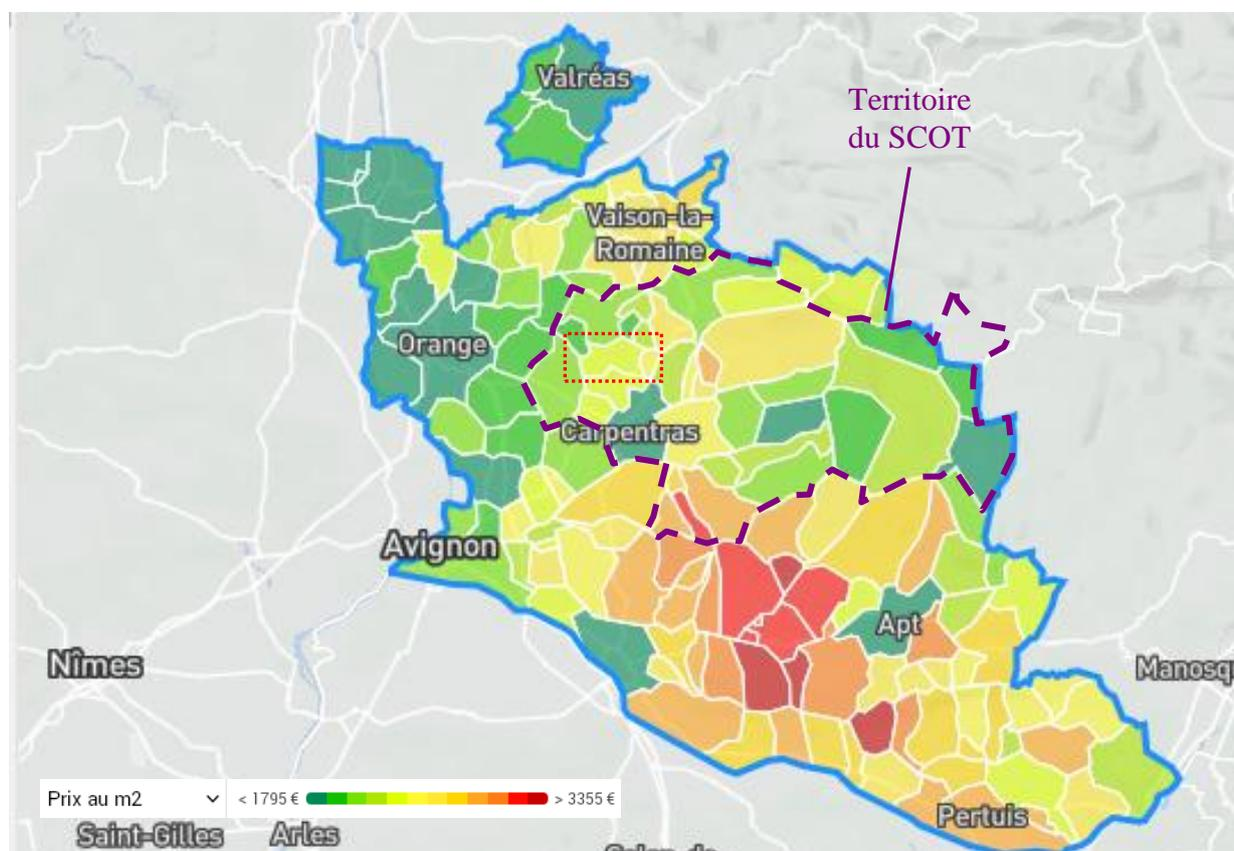 Valréas
Territoire
du SCOT
Vaison-la-
Romaine
Orange
Carpentras
Avignon
Apt
Nîmes
Manosq
Prix au m2
< 1795 €
> 3355 €
Pertuis
Saint-Gilles
Arles